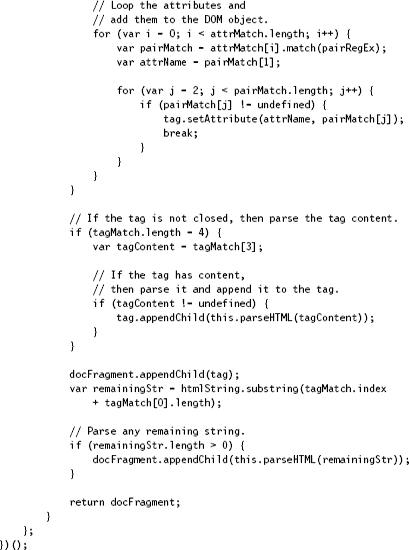 // Loop the attributes and
// add them to the DOM object.
for (var i = 0; i < attrMatch.length; i++) {
var pairMatch = attrMatch[i].match(pairRegEx);
var attrName = pairMatch[1];
for (var j = 2; j < pairMatch.length; j++) {
if (pairMatch[j] != undefined) {
tag.setAttribute(attrName, pairMatch[j]);
break;
}
}
}
}
// If the tag is not closed, then parse the tag content.
if (tagMatch.length = 4) {
var tagContent = tagMatch[3];
// If the tag has content,
// then parse it and append it to the tag.
if (tagContent != undefined) {
tag.appendChild(this.parseHTML(tagContent));
}
}
docFragment.appendChild(tag);
var remainingStr = htmlString.substring(tagMatch.index
+ tagMatch[0].length);
// Parse any remaining string.
if (remainingStr.length > 0) {
docFragment.appendChild(this.parseHTML(remainingStr));
}
return docFragment;
}
};
})();